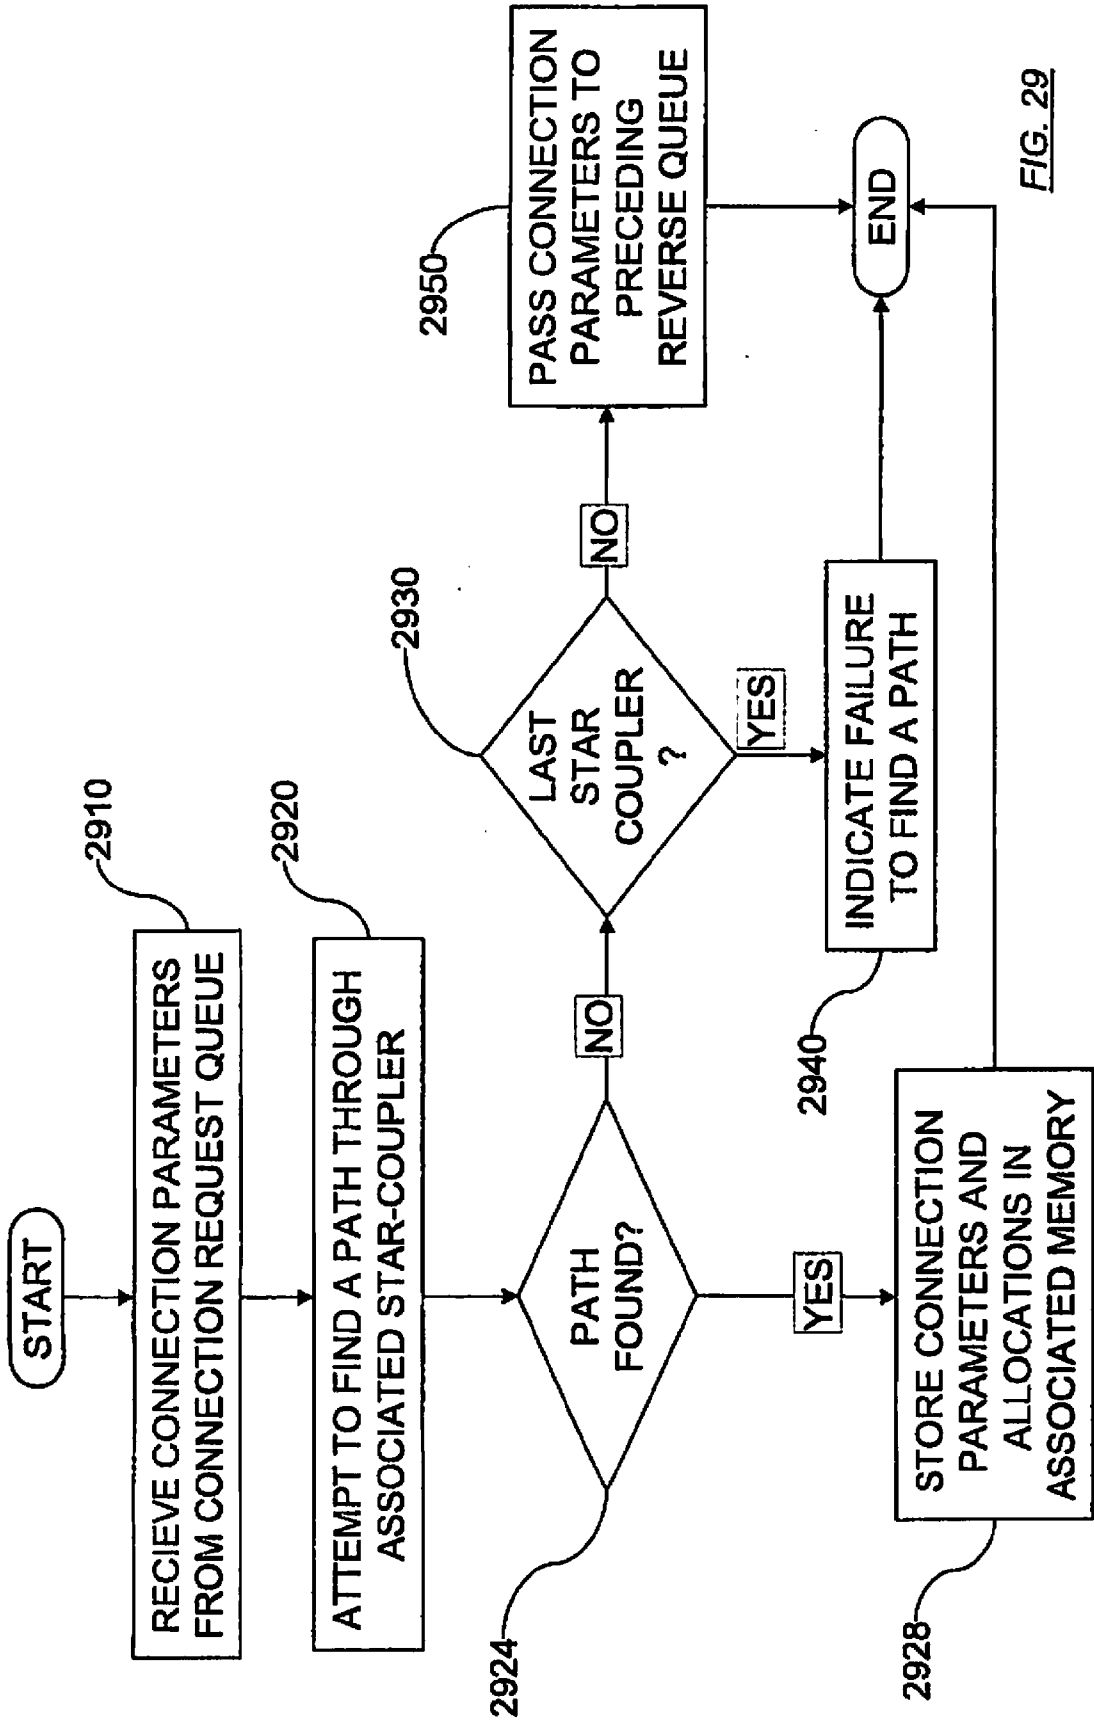 START
RECIEVE CONNECTION PARAMETERS
FROM CONNECTION REQUEST QUEUE
2910
ATTEMPT TO FIND A PATH THROUGH
ASSOCIATED STAR-COUPLER
2920
PATH
FOUND?
2924
NO
YES
STORE CONNECTION
PARAMETERS AND
ALLOCATIONS IN
ASSOCIATED MEMORY
2928
LAST
STAR
COUPLER
?
2930
NO
YES
INDICATE FAILURE
TO FIND A PATH
2940
PASS CONNECTION
PARAMETERS TO
PRECEDING
REVERSE QUEUE
2950
END
FIG. 29